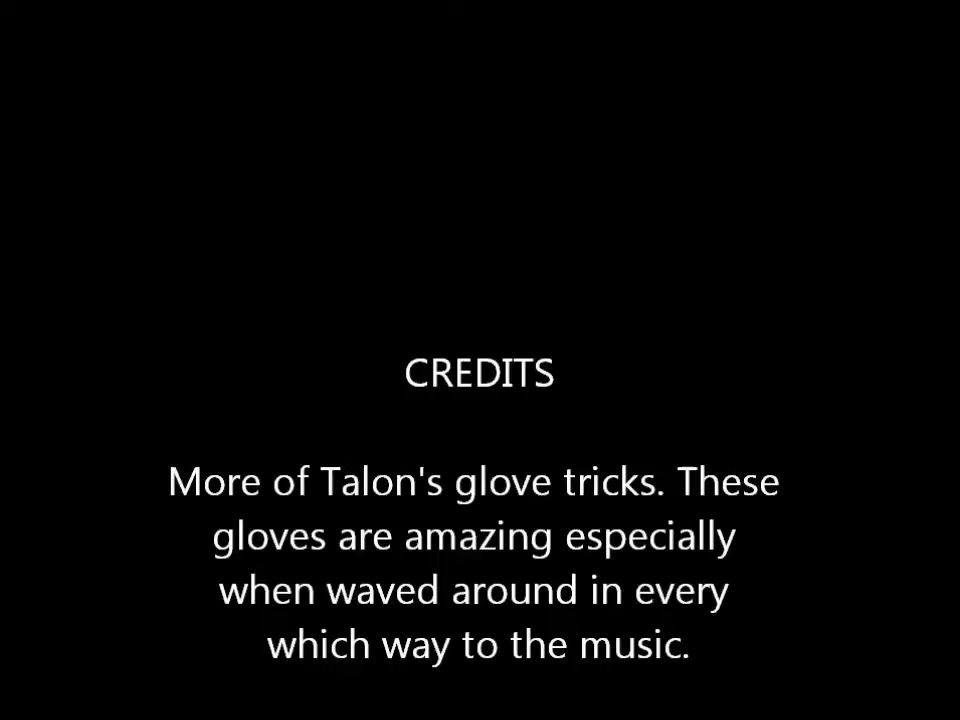 CREDITS
More of Talon's glove tricks. These
gloves are amazing especially
when waved around in every
which way to the music.